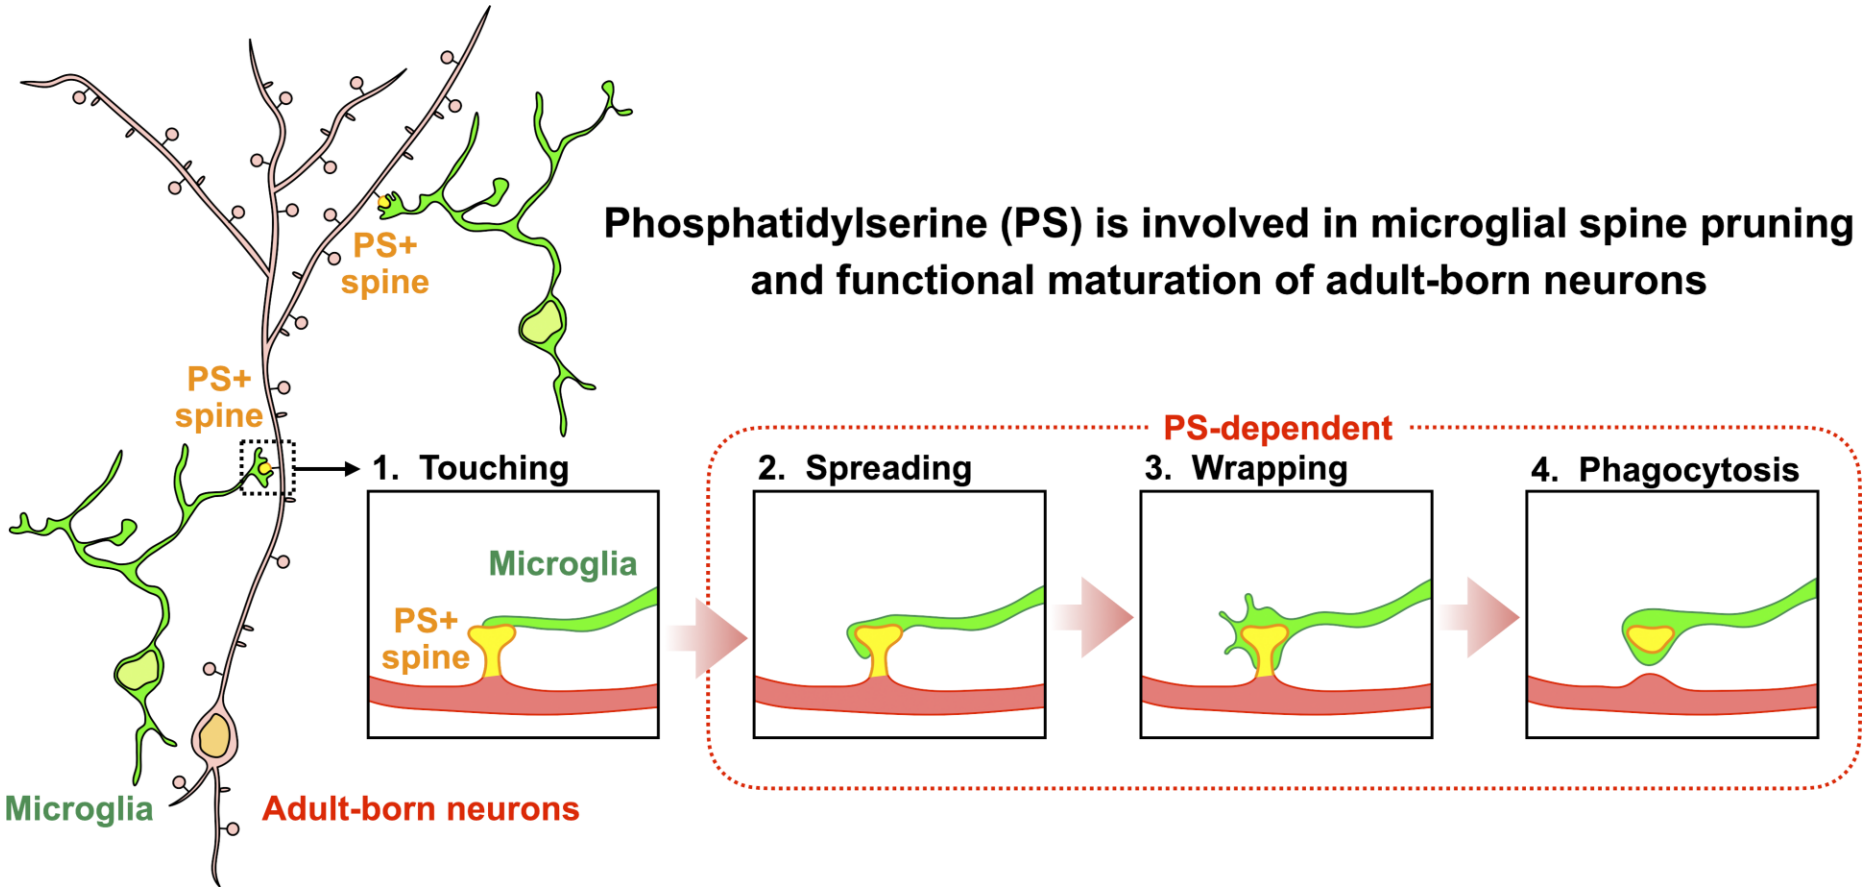 Phosphatidylserine (PS) is involved in microglial spine pruning
and functional maturation of adult-born neurons
PS+
spine
PS+
spine
Microglia
Adult-born neurons
PS-dependent
1. Touching
2. Spreading
3. Wrapping
4. Phagocytosis
Microglia
PS+
spine